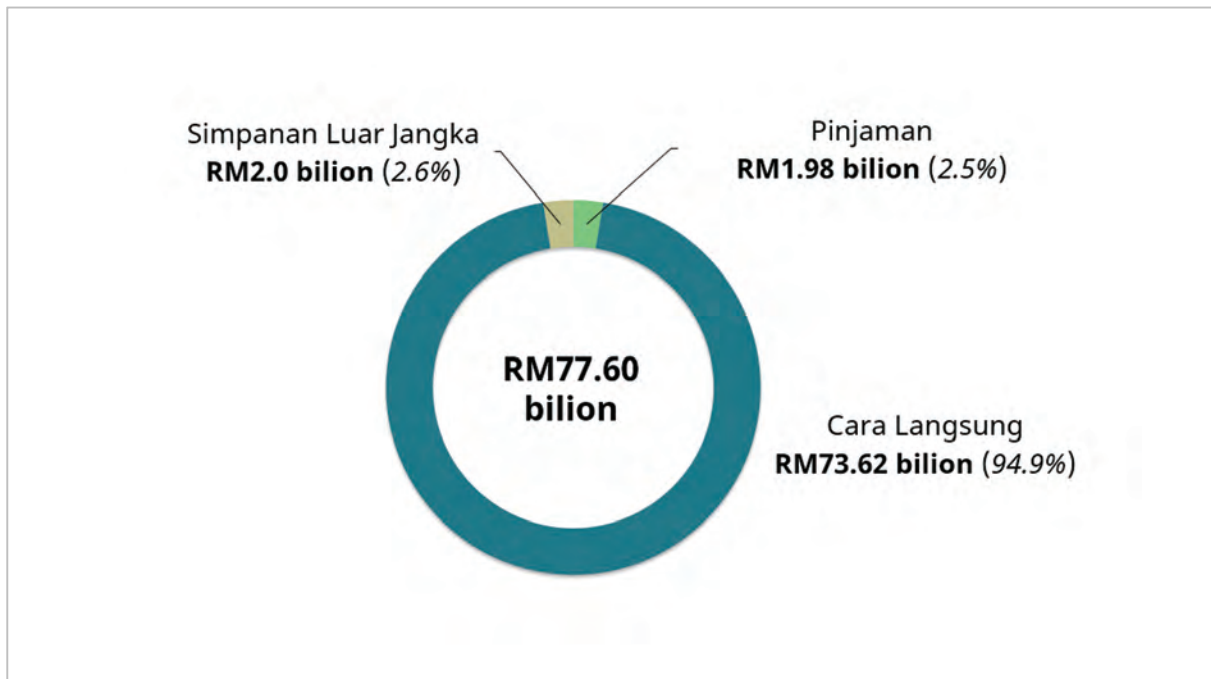 Simpanan Luar Jangka
RM2.0 bilion (2.6%)
Pinjaman
RM1.98 bilion (2.5%)
RM77.60
bilion
Cara Langsung
RM73.62 bilion (94.9%)